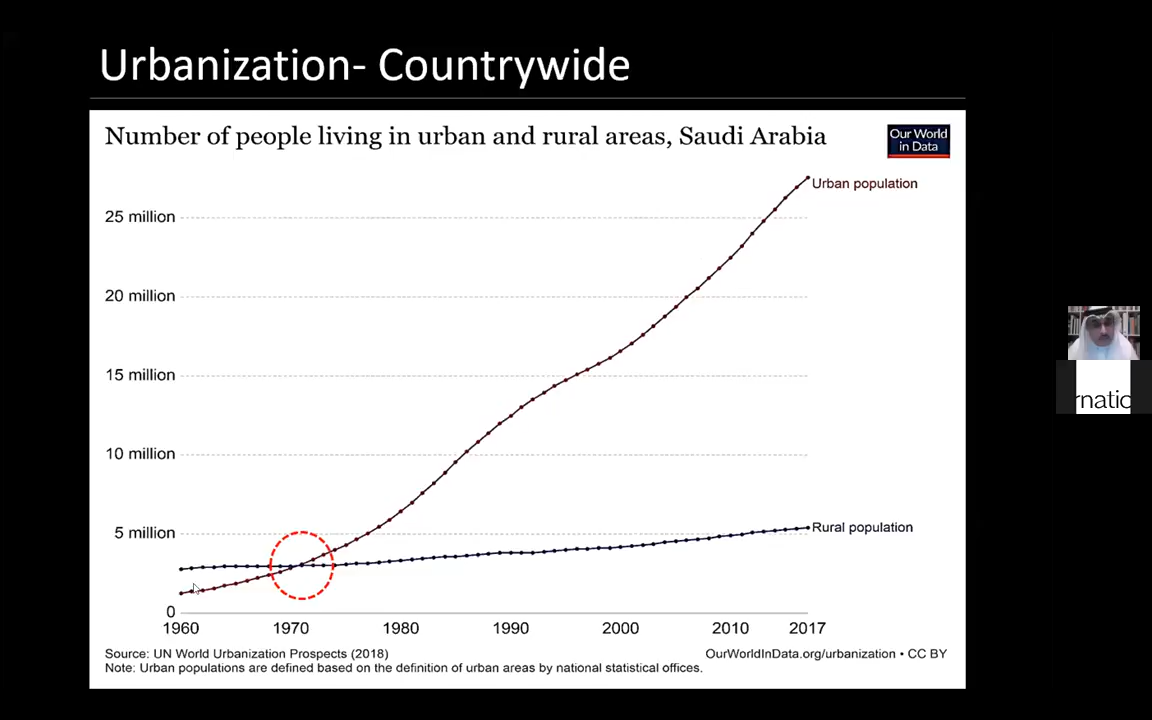 Urbanization- Countrywide
Number of people living in urban and rural areas, Saudi Arabia
Our World
in Data
Urban population
25 million
20 million
15 million
10 million
5 million
Rural population
0
1960 1970 1980 1990 2000 2010 2017
Source: UN World Urbanization Prospects (2018)
OurWorldInData.org/urbanization • CC BY
Note: Urban populations are defined based on the definition of urban areas by national statistical offices.
rnatic